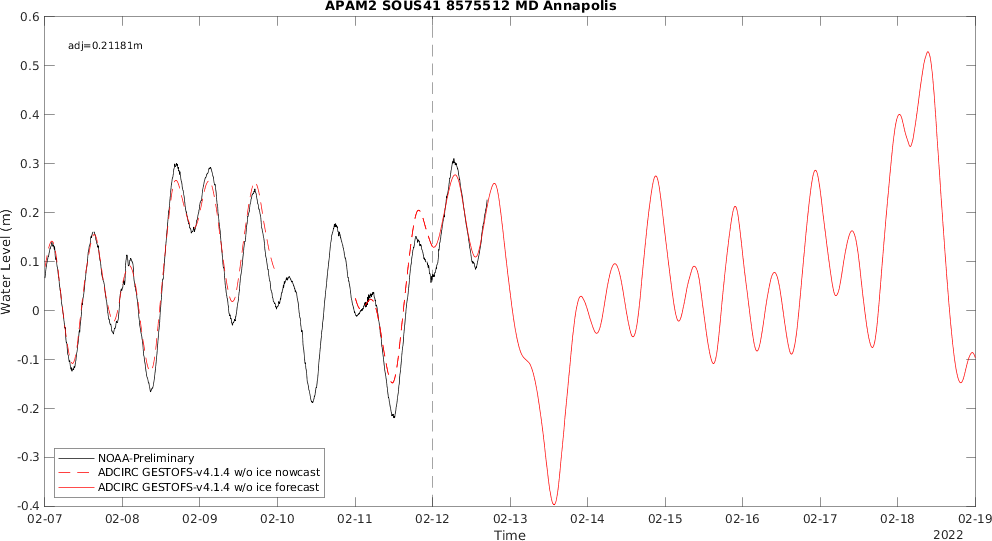 APAM2 SOUS41 8575512 MD Annapolis
adj=0.21181m
0.6
0.5
0.4
0.3
0.2
0.1
0
-0.1
-0.2
-0.3
-0.4
Water Level (m)
NOAA-Preliminary
ADCIRC GESTOFS-v4.1.4 w/o ice nowcast
ADCIRC GESTOFS-v4.1.4 w/o ice forecast
02-07 02-08 02-09 02-10 02-11 02-12 02-13 02-14 02-15 02-16 02-17 02-18 02-19
Time
2022